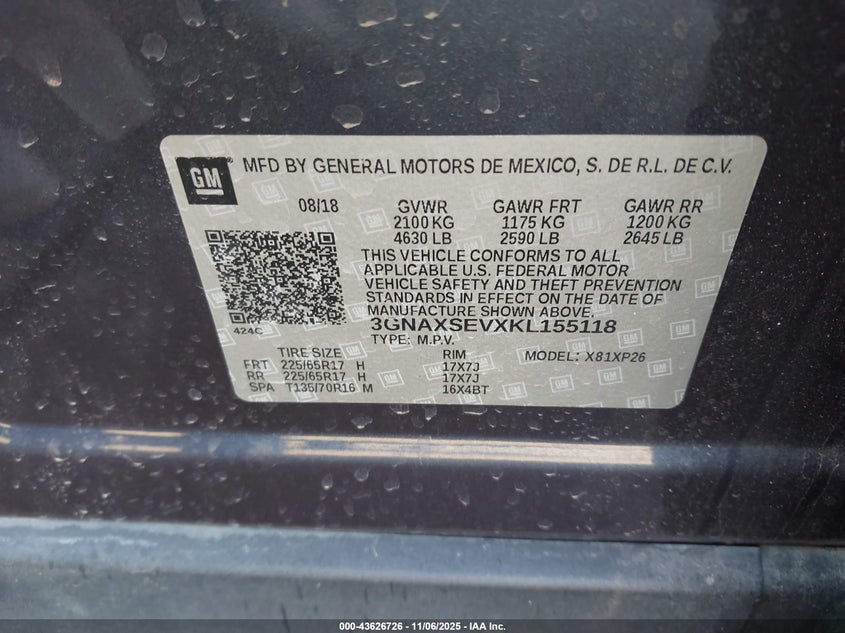 GM MFD BY GENERAL MOTORS DE MEXICO, S. DE R.L. DE C.V.
08/18 GVWR GAWR FRT GAWR RR
2100 KG 1175 KG 1200 KG
4630 LB 2590 LB 2645 LB
THIS VEHICLE CONFORMS TO ALL
APPLICABLE U.S. FEDERAL MOTOR
VEHICLE SAFETY AND THEFT PREVENTION
STANDARDS IN EFFECT ON THE DATE OF
MANUFACTURE SHOWN ABOVE.
424C 3GNAXSEVXKL155118
TYPE: M.P.V.
TIRE SIZE RIM MODEL: X81XP26
FRT 225/65R17 H 17X7J
RR 225/65R17 H 17X7J
SPA T135/70R16 M 16X4BT
000-43626726 - 11/06/2025 - IAA Inc.